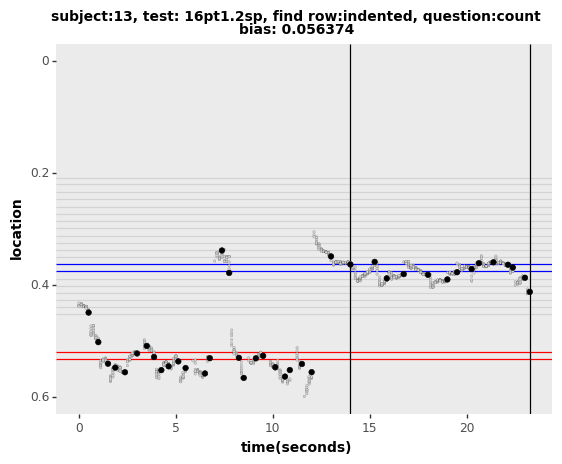 subject:13, test: 16pt1.2sp, find row:indented, question:count
bias: 0.056374
0
0.2
0.4
0.6
location
0
5
10
15
20
time(seconds)